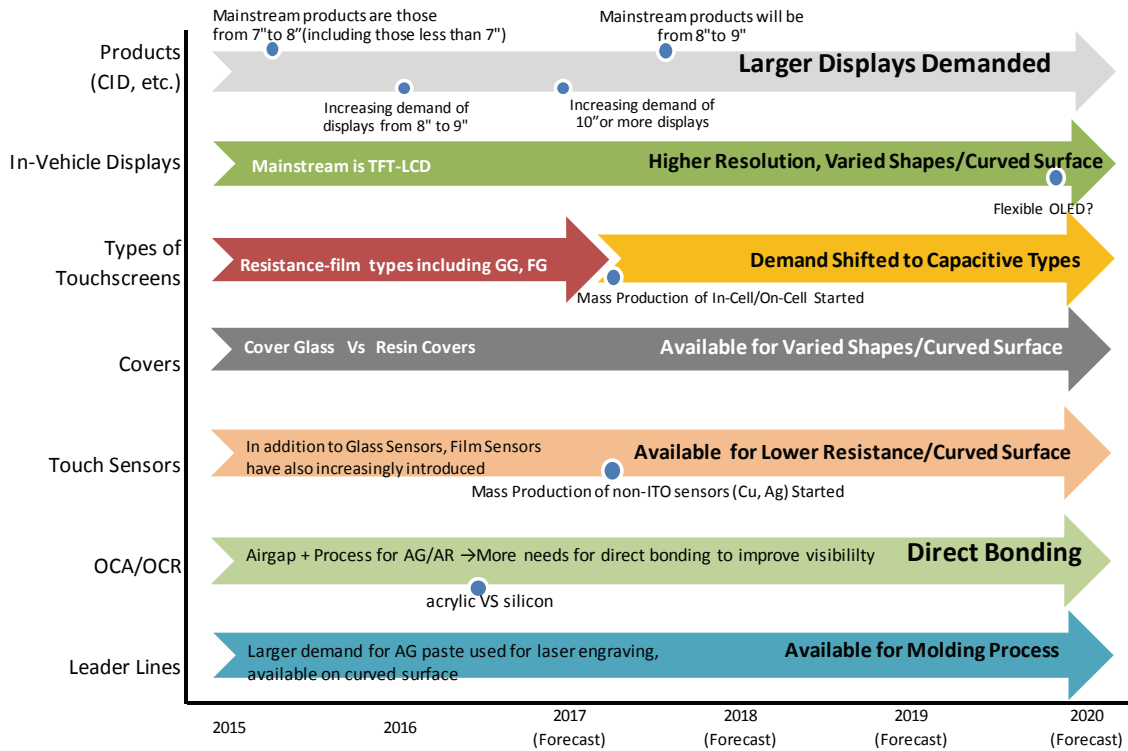 Mainstream products are those
from 7"to 8"(including those less than 7")
Mainstream products will be
from8"to 9"
Products
(CID, etc.)
Larger Displays Demanded
Increasing demand of
displays from 8" to 9"
Increasing demand of
10"or more displays
In-Vehicle Displays
Mainstream is TFT-LCD
Higher Resolution, Varied Shapes/Curved Surface
Flexible OLED?
Types of
Touchscreens
Resistance-film types including GG, FG
Demand Shifted to Capacitive Types
Mass Production of In-Cell/On-Cell Started
Covers
Cover Glass Vs Resin Covers
Available for Varied Shapes/Curved Surface
Touch Sensors
In addition to Glass Sensors, Film Sensors
have also increasingly introduced
Available for Lower Resistance/Curved Surface
Mass Production of non-ITO sensors (Cu, Ag) Started
OCA/OCR
Airgap + Process for AG/AR →More needs for direct bonding to improve visibililty
Direct Bonding
acrylic VS silicon
Leader Lines
Larger demand for AG paste used for laser engraving,
available on curved surface
Available for Molding Process
2015
2016
2017
(Forecast)
2018
(Forecast)
2019
(Forecast)
2020
(Forecast)